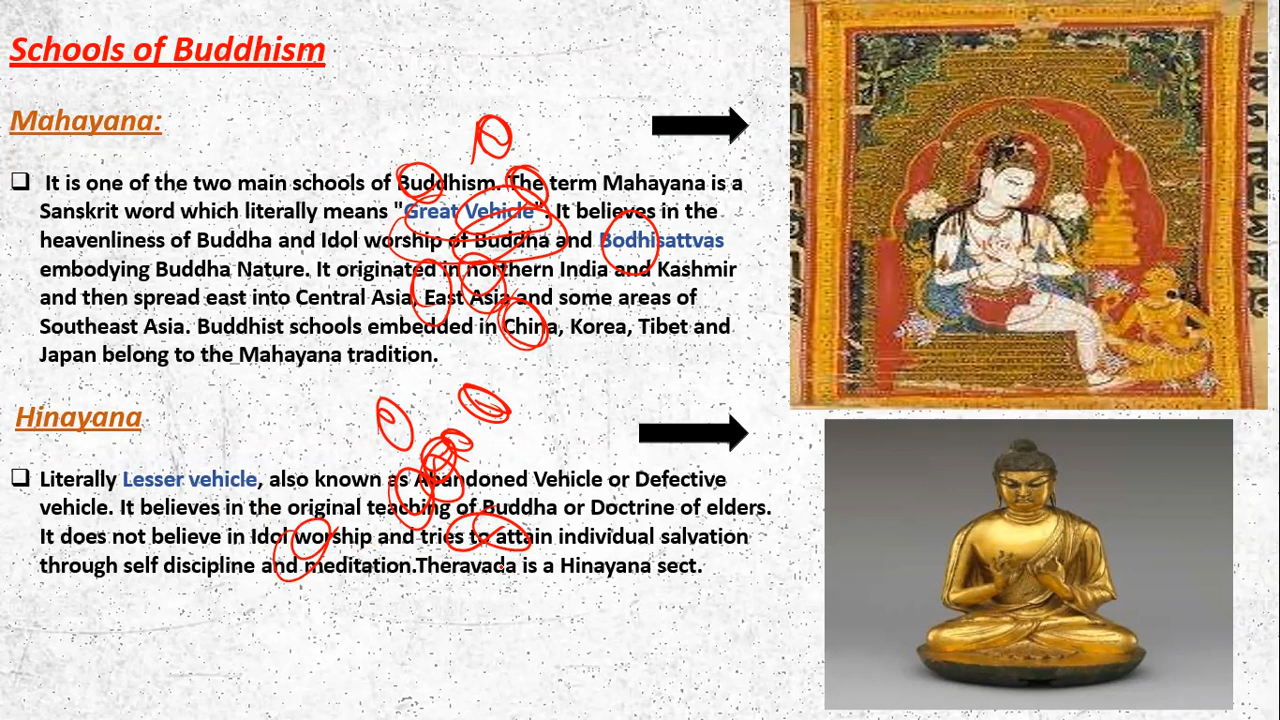 Schools of Buddhism
Mahayana:
It is one of the two main schools of Buddhism. The term Mahayana is a
Sanskrit word which literally means "Great Vehicle". It believes in the
heavenliness of Buddha and Idol worship of Buddha and Bodhisattvas
embodying Buddha Nature. It originated in northern India and Kashmir
and then spread east into Central Asia, East Asia and some areas of
Southeast Asia. Buddhist schools embedded in China, Korea, Tibet and
Japan belong to the Mahayana tradition.
Hinayana
Literally Lesser vehicle, also known as Abandoned Vehicle or Defective
vehicle. It believes in the original teaching of Buddha or Doctrine of elders.
It does not believe in Idol worship and tries to attain individual salvation
through self discipline and meditation.Theravada is a Hinayana sect.